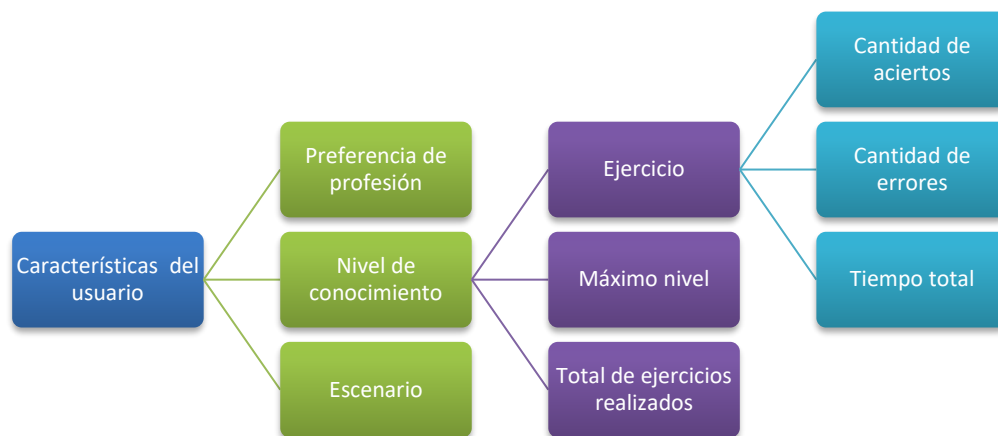 Cantidad de
aciertos
Preferencia de
profesión
Ejercicio
Cantidad de
errores
Característicias del
usuario
Nivel de
conocimiento
Máximo nivel
Tiempo total
Escenario
Total de ejercicios
realizados